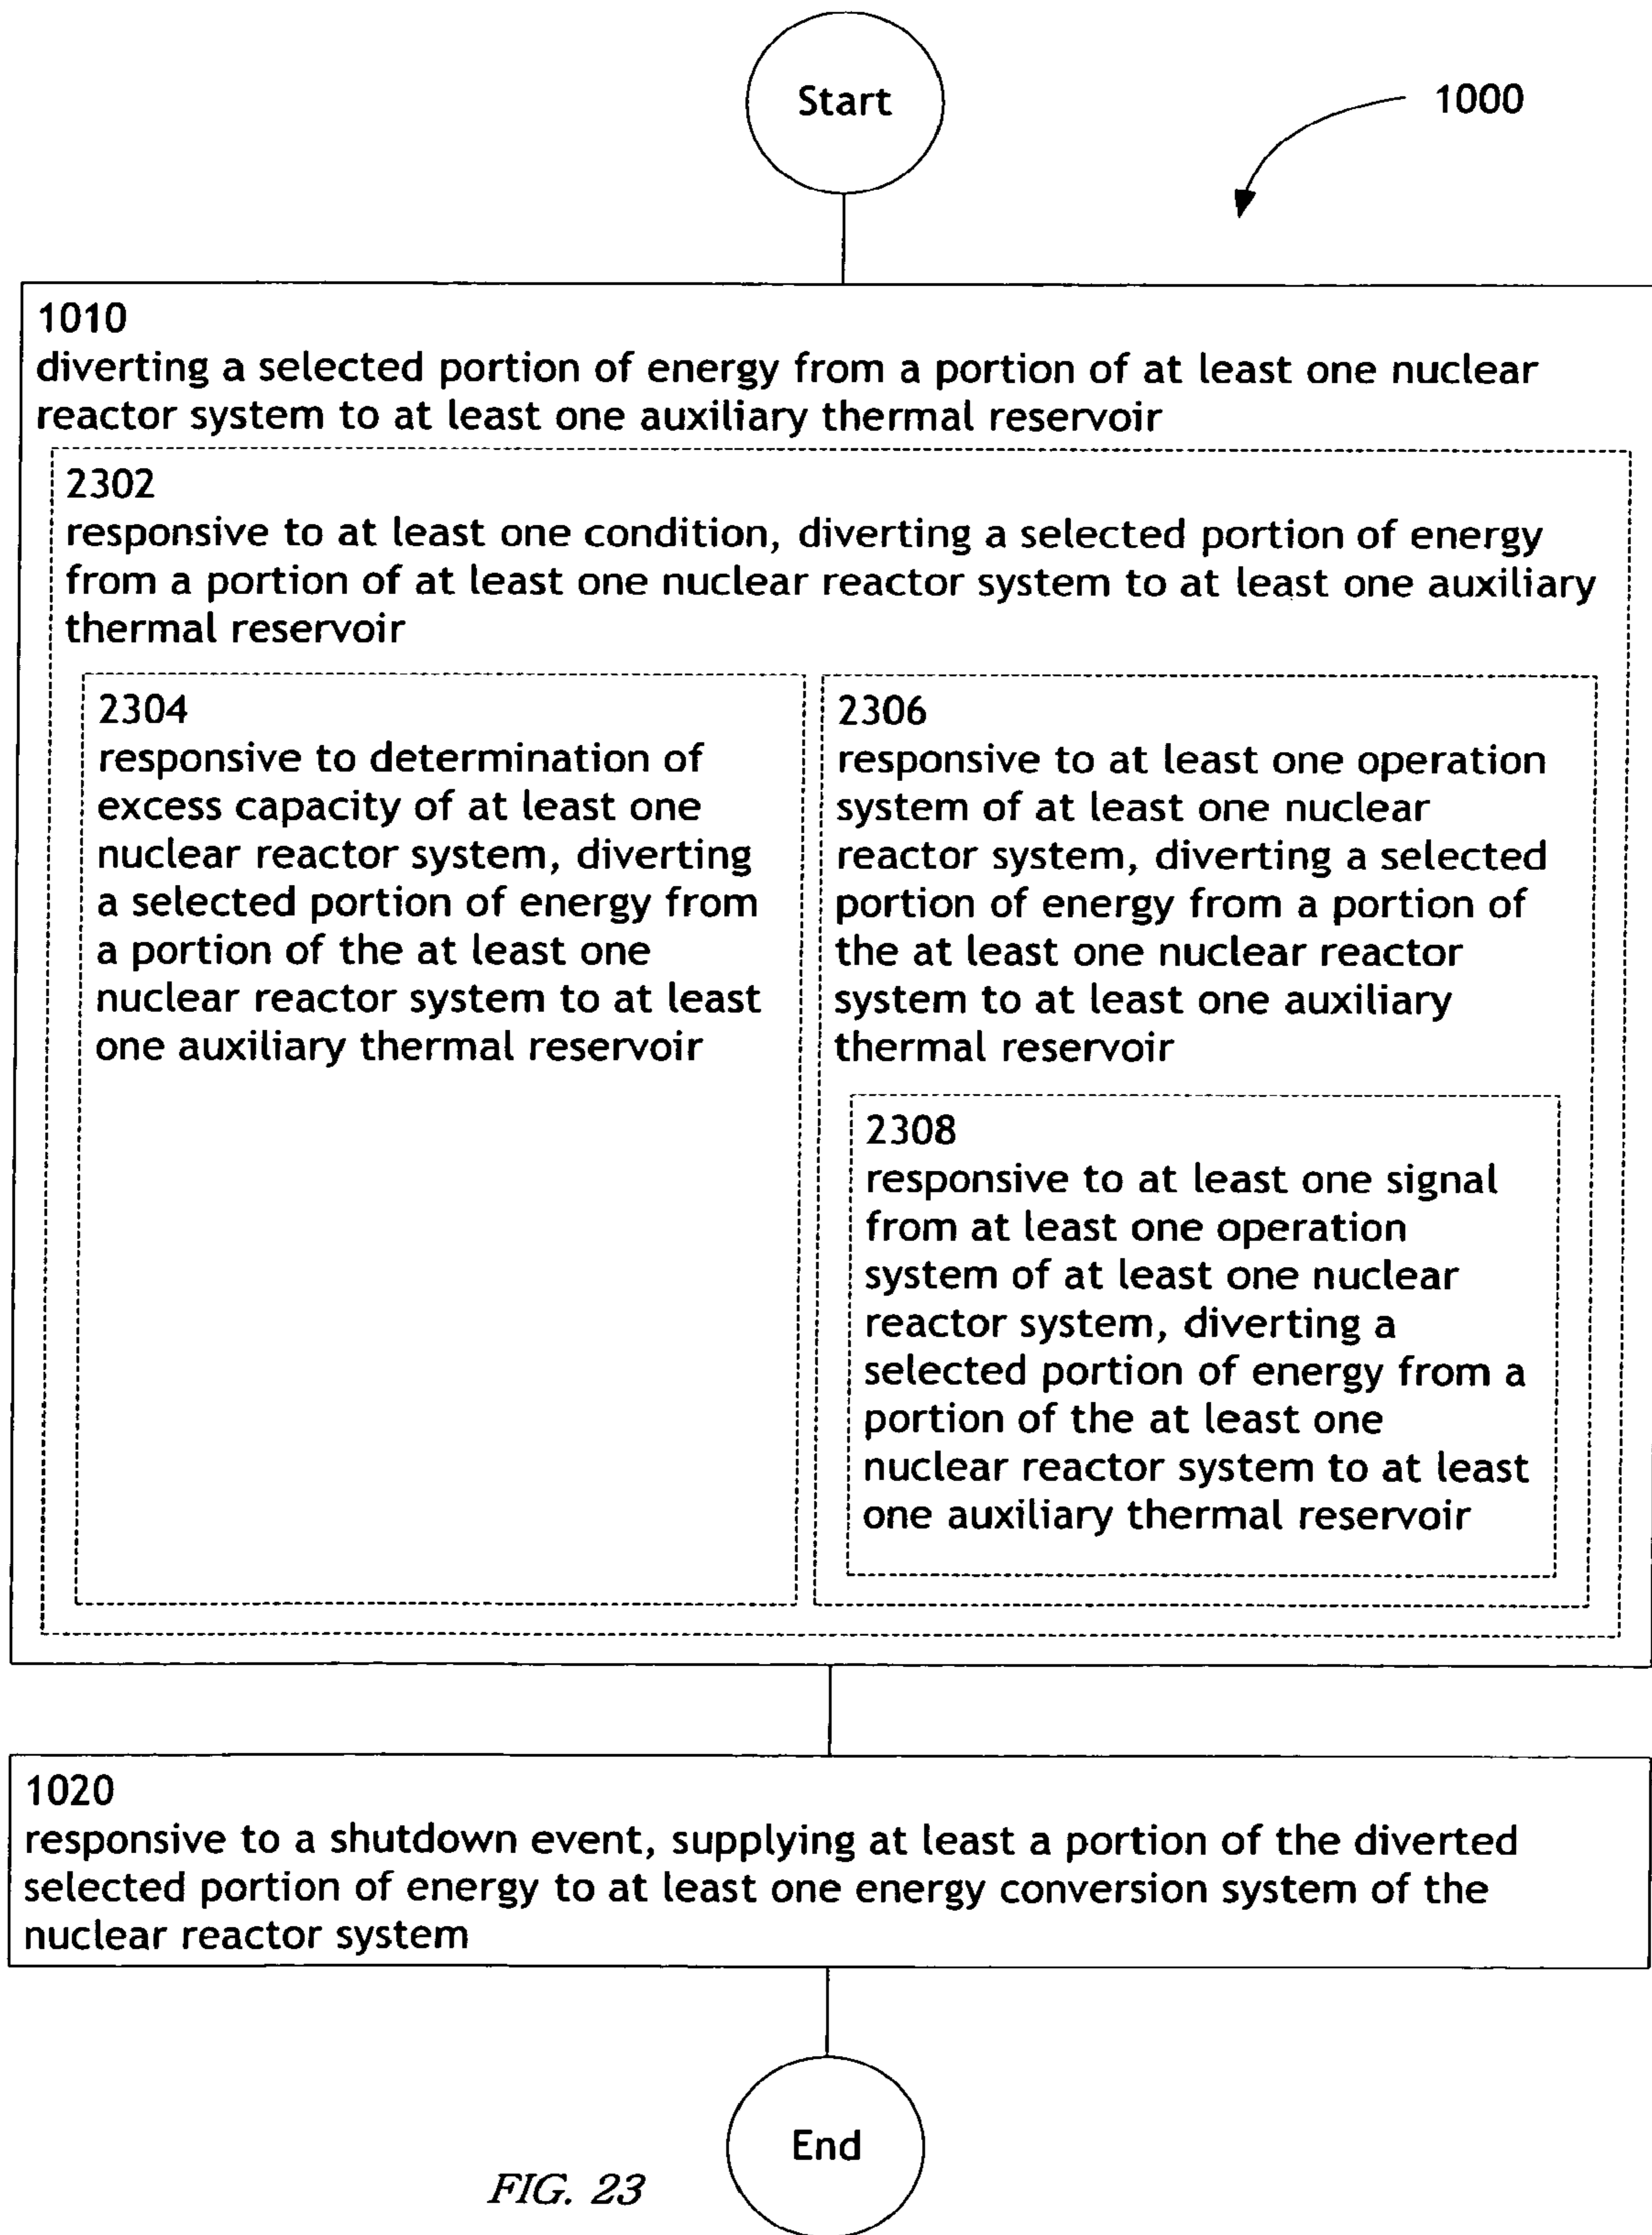 Start
1000
1010
diverting a selected portion of energy from a portion of at least one nuclear
reactor system to at least one auxiliary thermal reservoir
2302
responsive to at least one condition, diverting a selected portion of energy
from a portion of at least one nuclear reactor system to at least one auxiliary
thermal reservoir
2304
responsive to determination of
excess capacity of at least one
nuclear reactor system, diverting
a selected portion of energy from
a portion of the at least one
nuclear reactor system to at least
one auxiliary thermal reservoir
2306
responsive to at least one operation
system of at least one nuclear
reactor system, diverting a selected
portion of energy from a portion of
the at least one nuclear reactor
system to at least one auxiliary
thermal reservoir
2308
responsive to at least one signal
from at least one operation
system of at least one nuclear
reactor system, diverting a
selected portion of energy from a
portion of the at least one
nuclear reactor system to at least
one auxiliary thermal reservoir
1020
responsive to a shutdown event, supplying at least a portion of the diverted
selected portion of energy to at least one energy conversion system of the
nuclear reactor system
End
FIG. 23